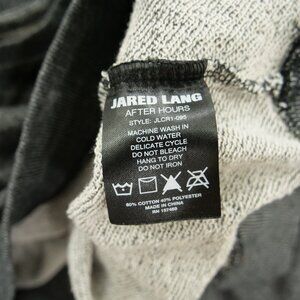 JARED LANG
AFTER HOURS
STYLE: JLCR1-095
MACHINE WASH IN
COLD WATER
DELICATE CYCLE
DO NOT BLEACH
HANG TO DRY
DO NOT IRON
60% COTTON 40% POLYESTER
MADE IN CHINA
RN 157468